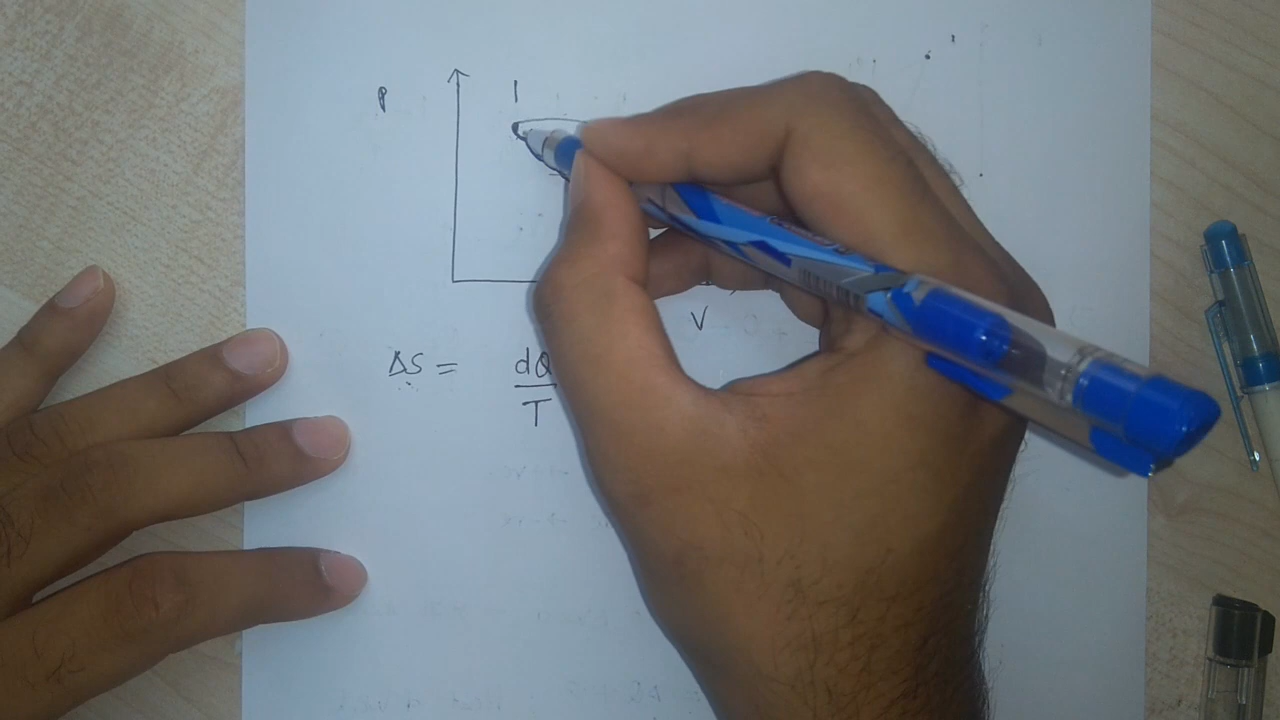 P
1
V
ΔS = dQ
T